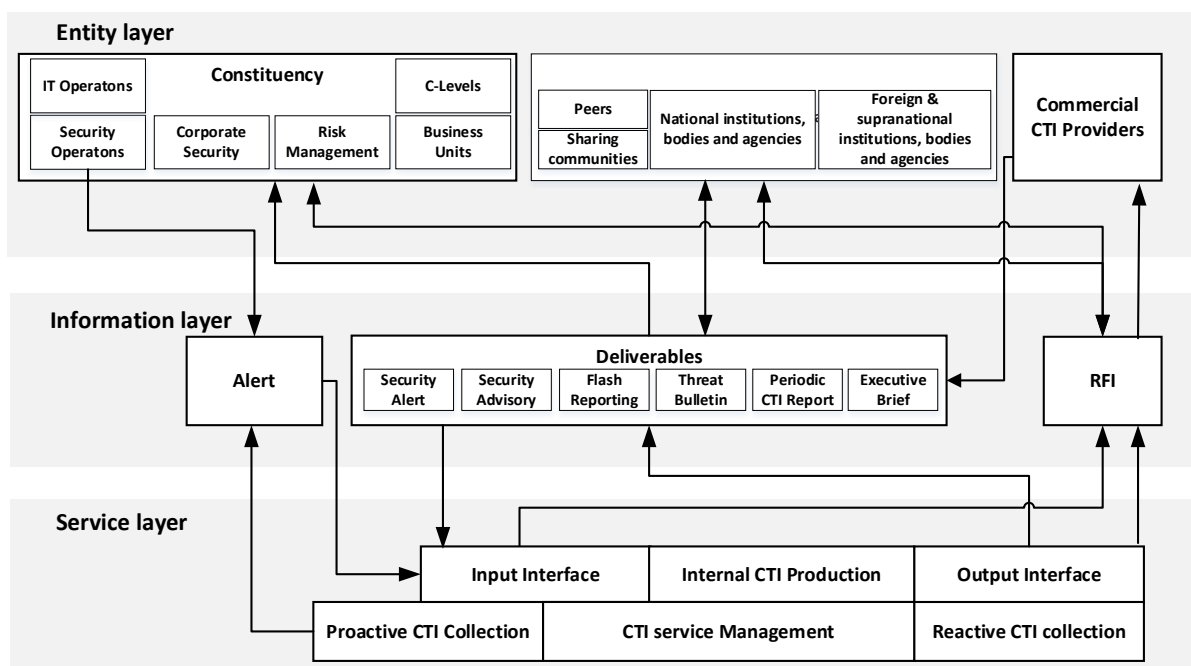 Entity layer
Constituency
IT Operatons
C-Levels
Security
Operatons
Corporate
Security
Risk
Management
Business
Units
Peers
Sharing
communities
National institutions,
bodies and agencies
Foreign &
supranational
institutions, bodies
and agencies
Commercial
CTI Providers
Information layer
Alert
Deliverables
Security
Alert
Security
Advisory
Flash
Reporting
Threat
Bulletin
Periodic
CTI Report
Executive
Brief
RFI
Service layer
Input Interface
Internal CTI Production
Output Interface
Proactive CTI Collection
CTI service Management
Reactive CTI collection